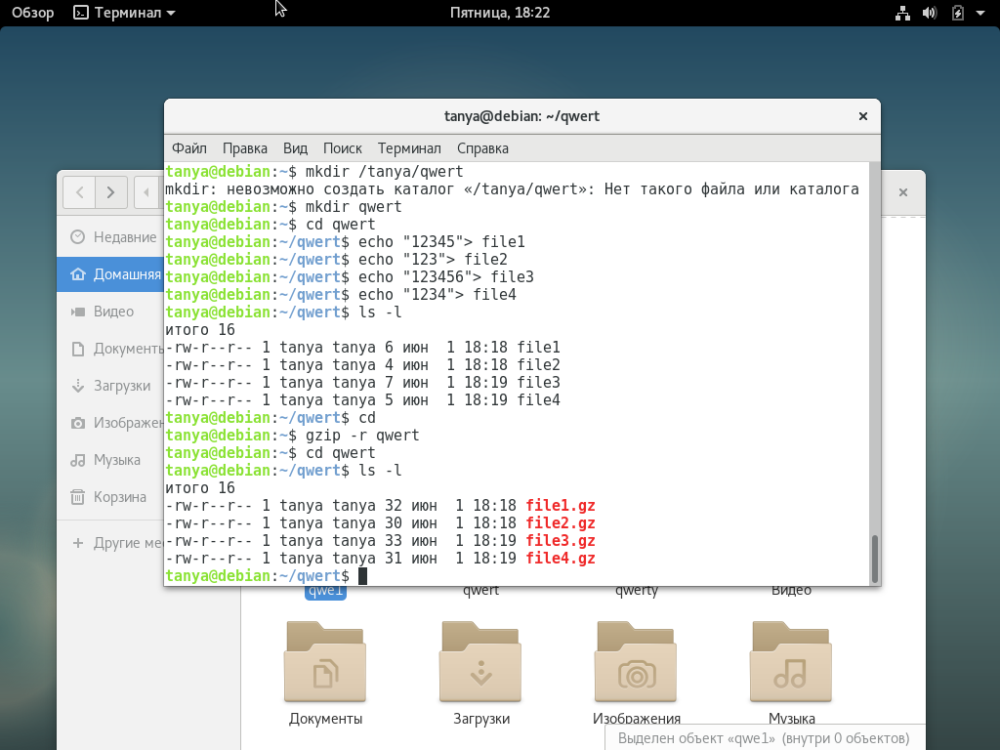 Обзор Терминал Пятница, 18:22
tanya@debian: ~/qwert
Файл Правка Вид Поиск Терминал Справка
tanya@debian:~$ mkdir /tanya/qwert
mkdir: невозможно создать каталог «/tanya/qwert»: Нет такого файла или каталога
tanya@debian:~$ mkdir qwert
tanya@debian:~$ cd qwert
tanya@debian:~/qwert$ echo "12345"> file1
tanya@debian:~/qwert$ echo "123"> file2
tanya@debian:~/qwert$ echo "123456"> file3
tanya@debian:~/qwert$ echo "1234"> file4
tanya@debian:~/qwert$ ls -l
итого 16
-rw-r--r-- 1 tanya tanya 6 июн  1 18:18 file1
-rw-r--r-- 1 tanya tanya 4 июн  1 18:18 file2
-rw-r--r-- 1 tanya tanya 7 июн  1 18:19 file3
-rw-r--r-- 1 tanya tanya 5 июн  1 18:19 file4
tanya@debian:~/qwert$ cd
tanya@debian:~$ gzip -r qwert
tanya@debian:~$ cd qwert
tanya@debian:~/qwert$ ls -l
итого 16
-rw-r--r-- 1 tanya tanya 32 июн  1 18:18 file1.gz
-rw-r--r-- 1 tanya tanya 30 июн  1 18:18 file2.gz
-rw-r--r-- 1 tanya tanya 33 июн  1 18:19 file3.gz
-rw-r--r-- 1 tanya tanya 31 июн  1 18:19 file4.gz
tanya@debian:~/qwert$
Недавние
Домашняя
Видео
Документы
Загрузки
Изображен
Музыка
Корзина
Другие мес
qwe1 qwert qwerty Видео
Документы Загрузки Изображения Музыка
Выделен объект «qwe1» (внутри 0 объектов)